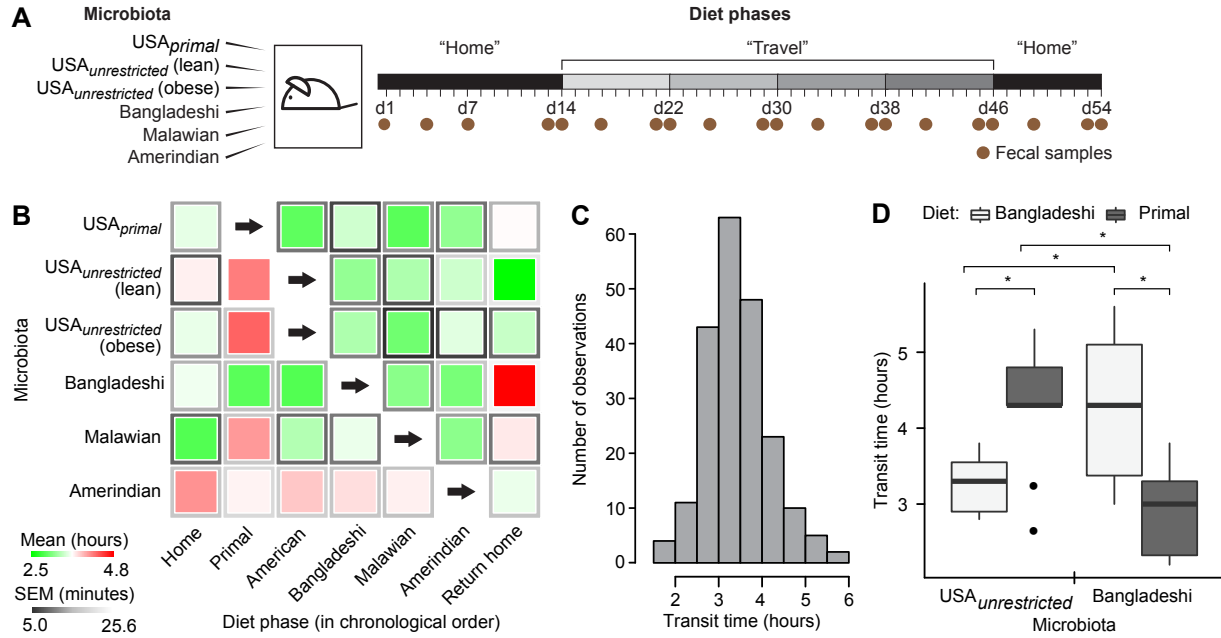 A
Microbiota
Diet phases
USAprimal
USAunrestricted (lean)
USAunrestricted (obese)
Bangladeshi
Malawian
Amerindian
“Home”
“Travel”
“Home”
d1 d7 d14 d22 d30 d38 d46 d54
Fecal samples
B
Microbiota
USAprimal
USAunrestricted
(lean)
USAunrestricted
(obese)
Bangladeshi
Malawian
Amerindian
Home
Primal
American
Bangladeshi
Malawian
Amerindian
Return home
Mean (hours)
2.5 4.8
SEM (minutes)
5.0 25.6
Diet phase (in chronological order)
C
Number of observations
60
50
40
30
20
10
0
2 3 4 5 6
Transit time (hours)
D
Diet: Bangladeshi Primal
*
*
* *
Transit time (hours)
5
4
3
USAunrestricted Bangladeshi
Microbiota